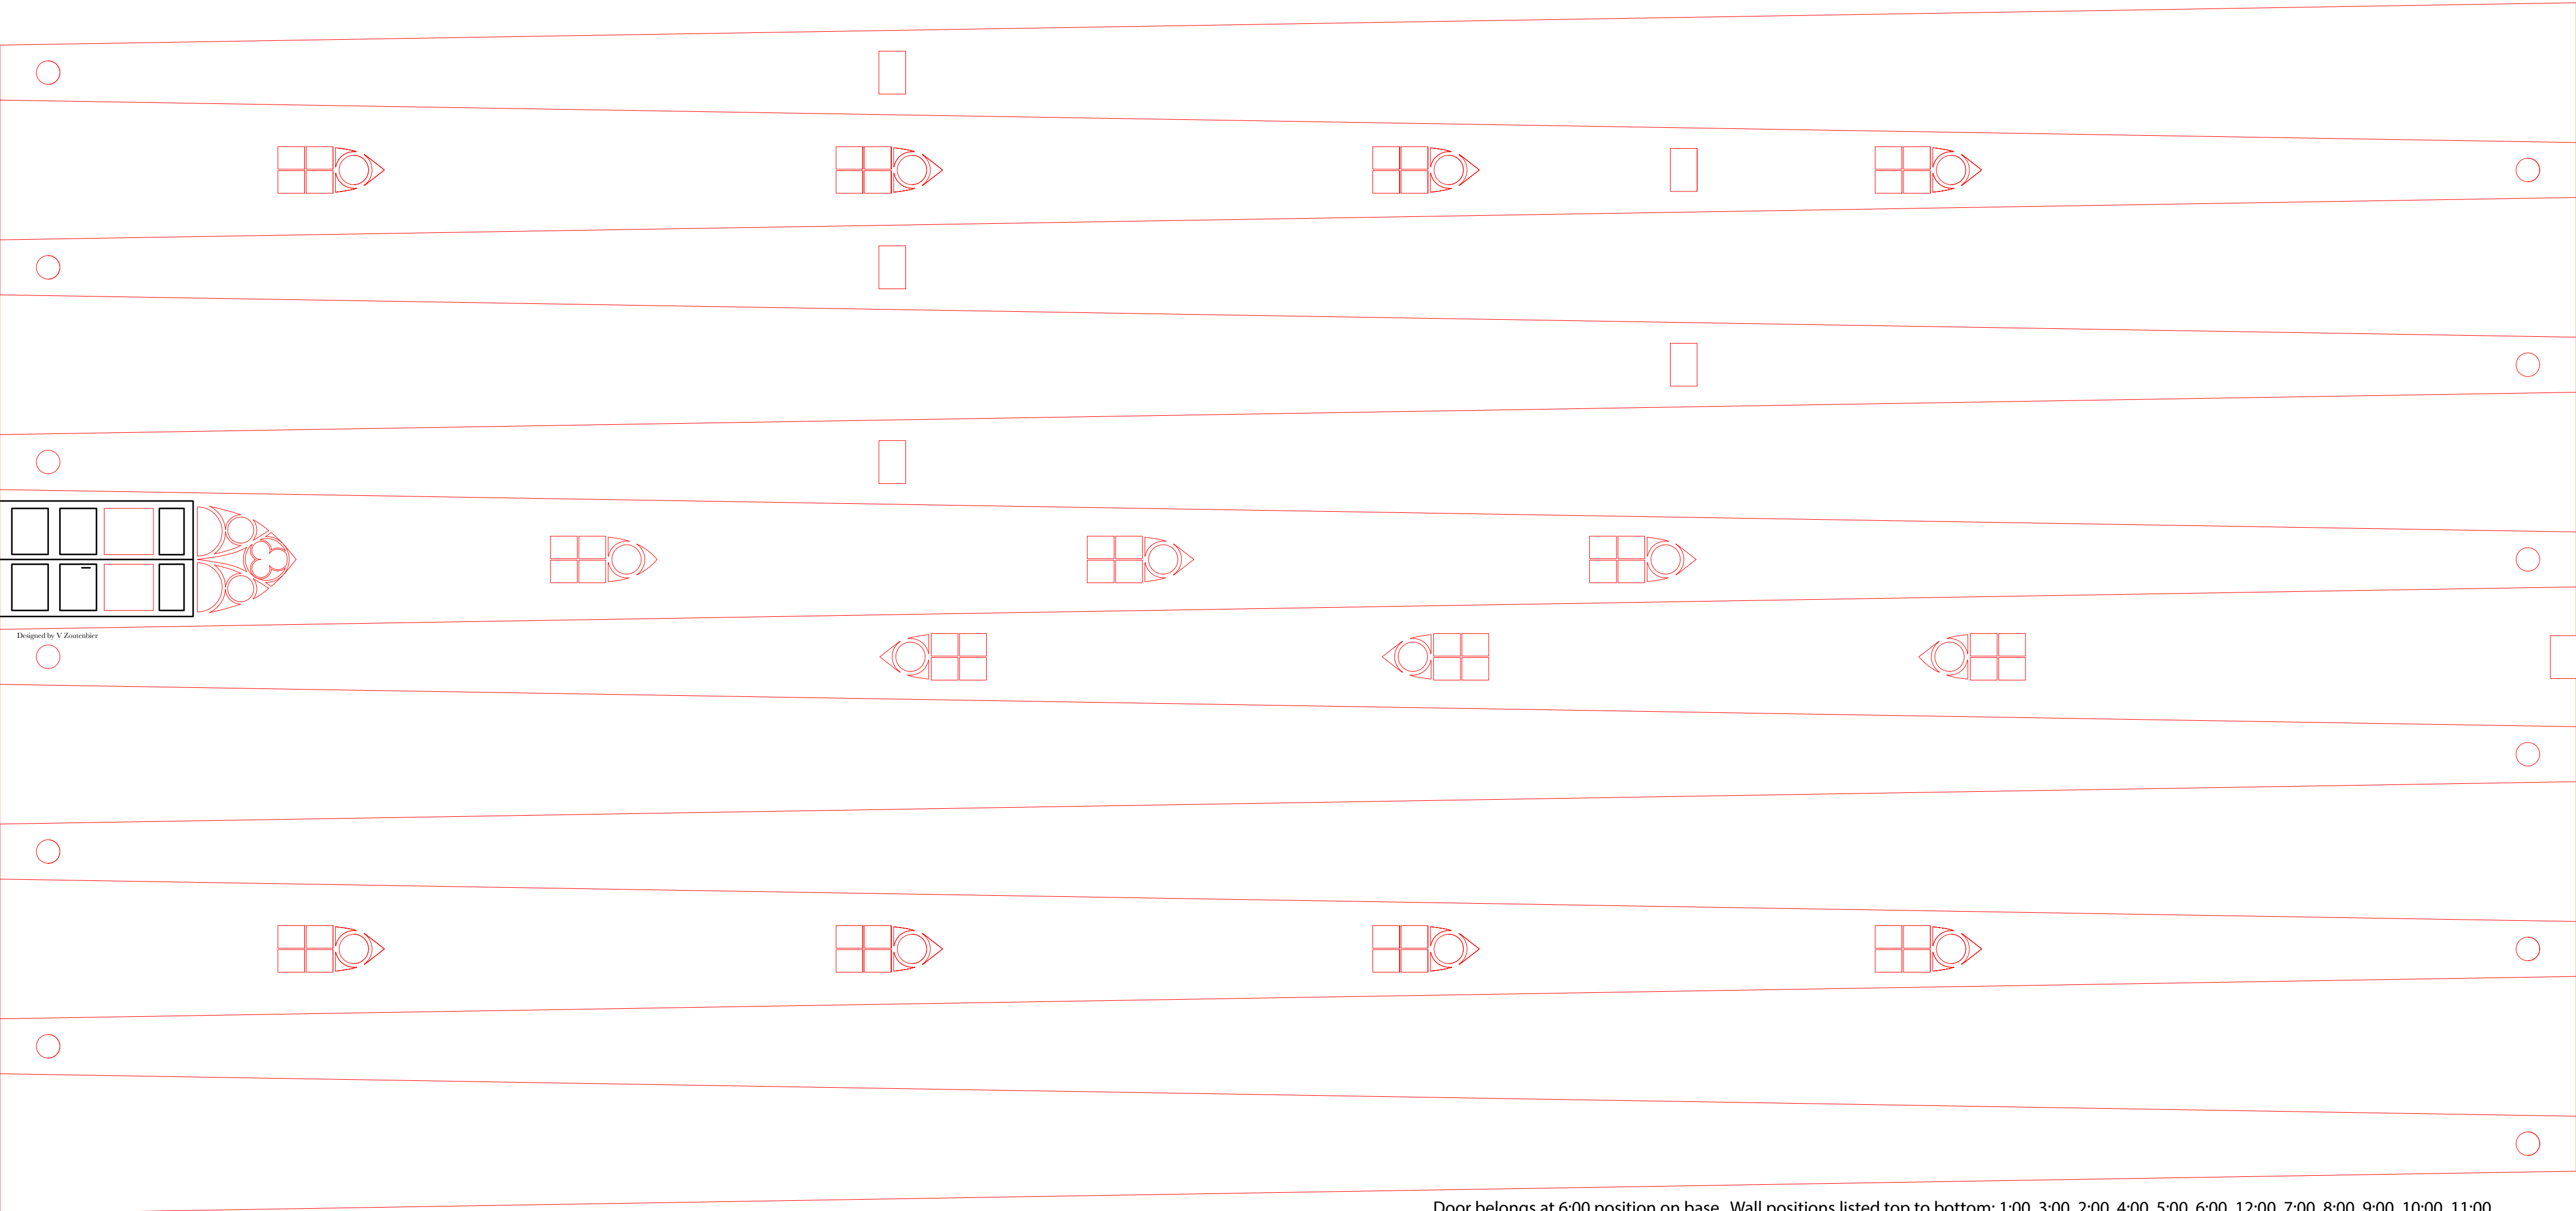 Designed by V Zoutenbier
Door belongs at 6:00 position on base. Wall positions listed top to bottom: 1:00, 3:00, 2:00, 4:00, 5:00, 6:00, 12:00, 7:00, 8:00, 9:00, 10:00, 11:00